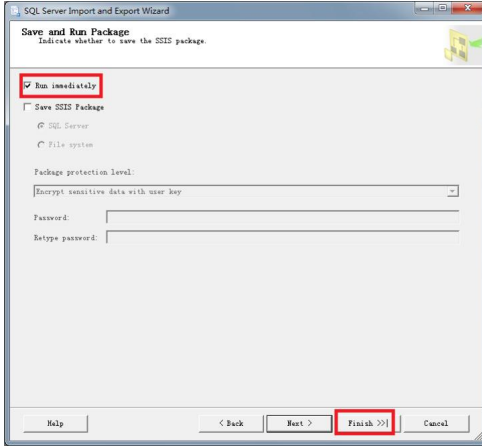 SQL Server Import and Export Wizard
Save and Run Package
Indicate whether to save the SSIS package.
Run immediately
Save SSIS Package
SQL Server
File system
Package protection level:
Encrypt sensitive data with user key
Password:
Retype password:
Help
< Back
Next >
Finish >>|
Cancel